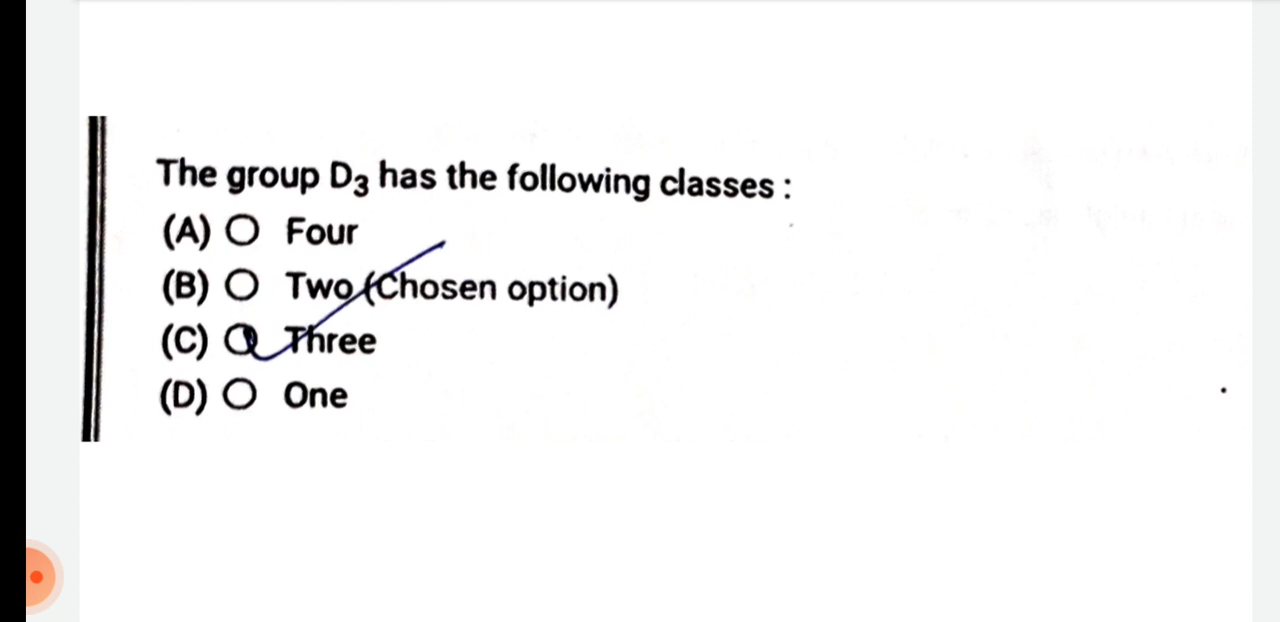 The group D3 has the following classes :
(A) O Four
(B) O Two (Chosen option)
(C) O Three
(D) O One